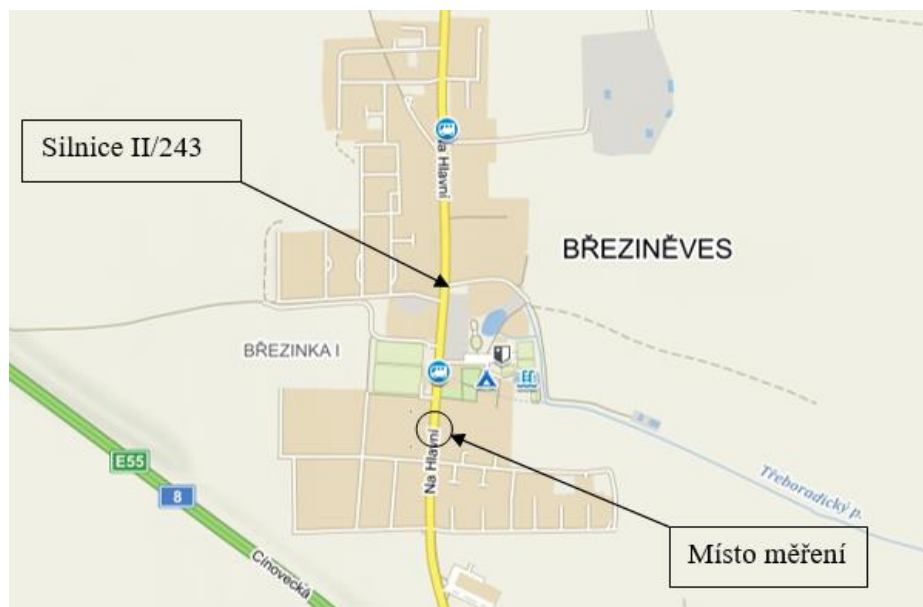 Na Hlavní
Silnice II/243
BŘEZINĚVES
BŘEZINKA I
Na Hlavní
E55
8
Třeboradický p.
Cínovecká
Místo měření